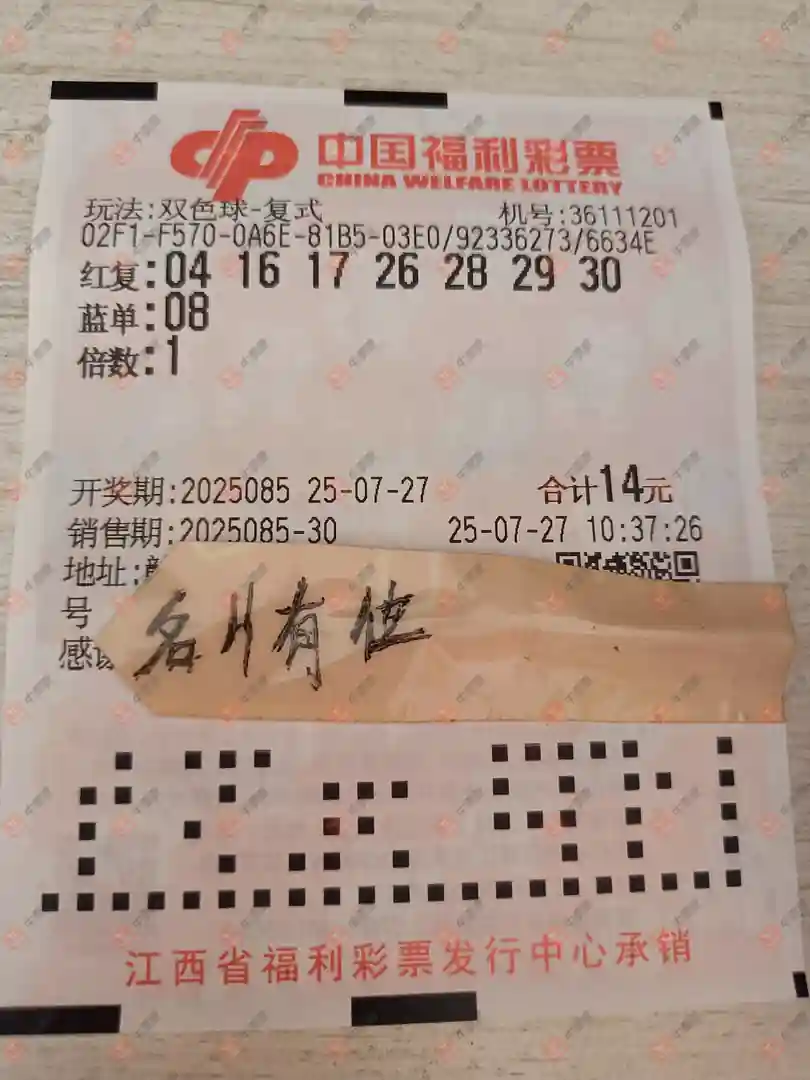 中国福利彩票
CHINA WELFARE LOTTERY
玩法:双色球-复式 机号:36111201
02F1-F570-0A6E-81B5-03E0/92336273/6634E
红复:04 16 17 26 28 29 30
蓝单:08
倍数:1
开奖期:2025085 25-07-27 合计14元
销售期:2025085-30 25-07-27 10:37:26
地址:
号
感
有位
江西省福利彩票发行中心承销